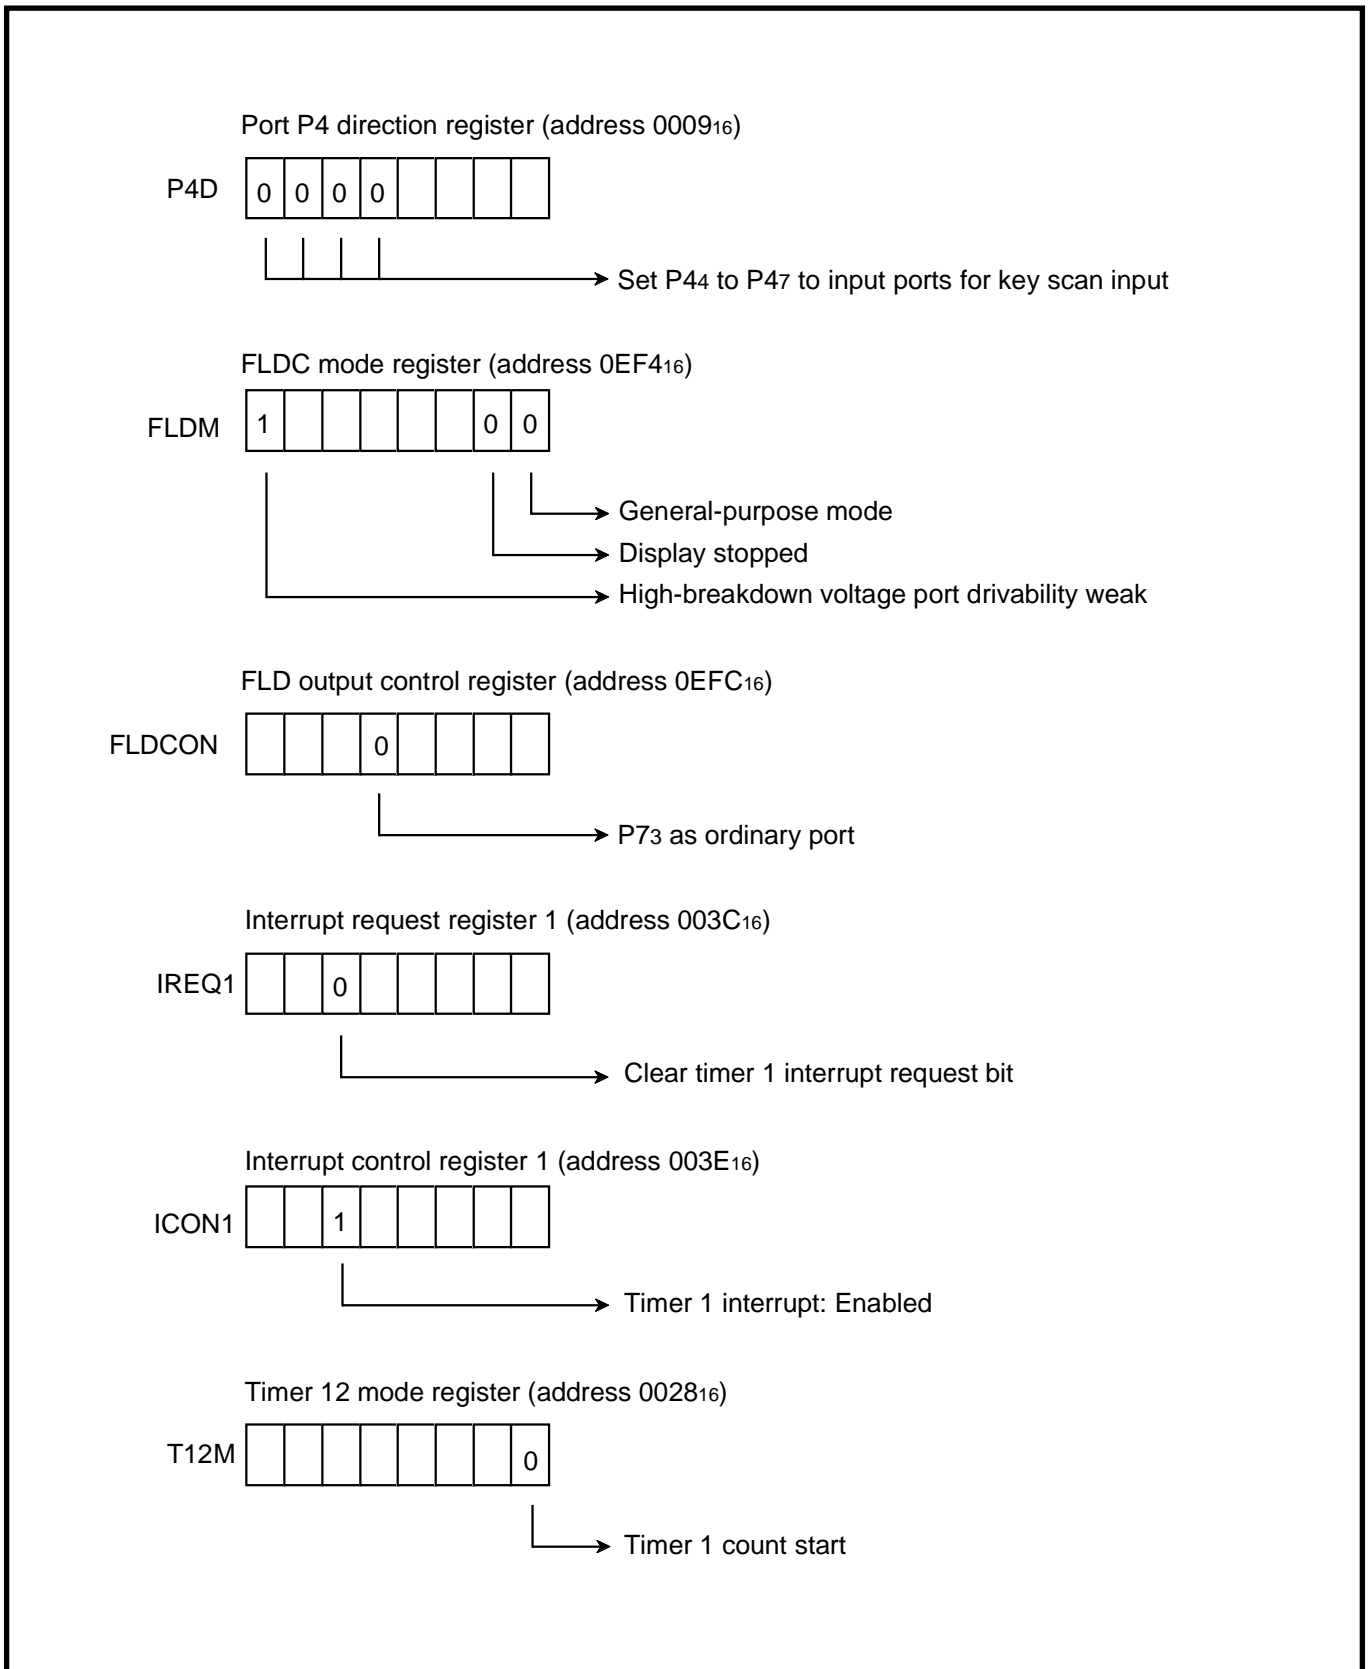 Port P4 direction register (address 000916)
P4D 0 0 0 0
Set P44 to P47 to input ports for key scan input
FLDC mode register (address 0EF416)
FLDM 1 0 0
General-purpose mode
Display stopped
High-breakdown voltage port drivability weak
FLD output control register (address 0EFC16)
FLDCON 0
P73 as ordinary port
Interrupt request register 1 (address 003C16)
IREQ1 0
Clear timer 1 interrupt request bit
Interrupt control register 1 (address 003E16)
ICON1 1
Timer 1 interrupt: Enabled
Timer 12 mode register (address 002816)
T12M 0
Timer 1 count start